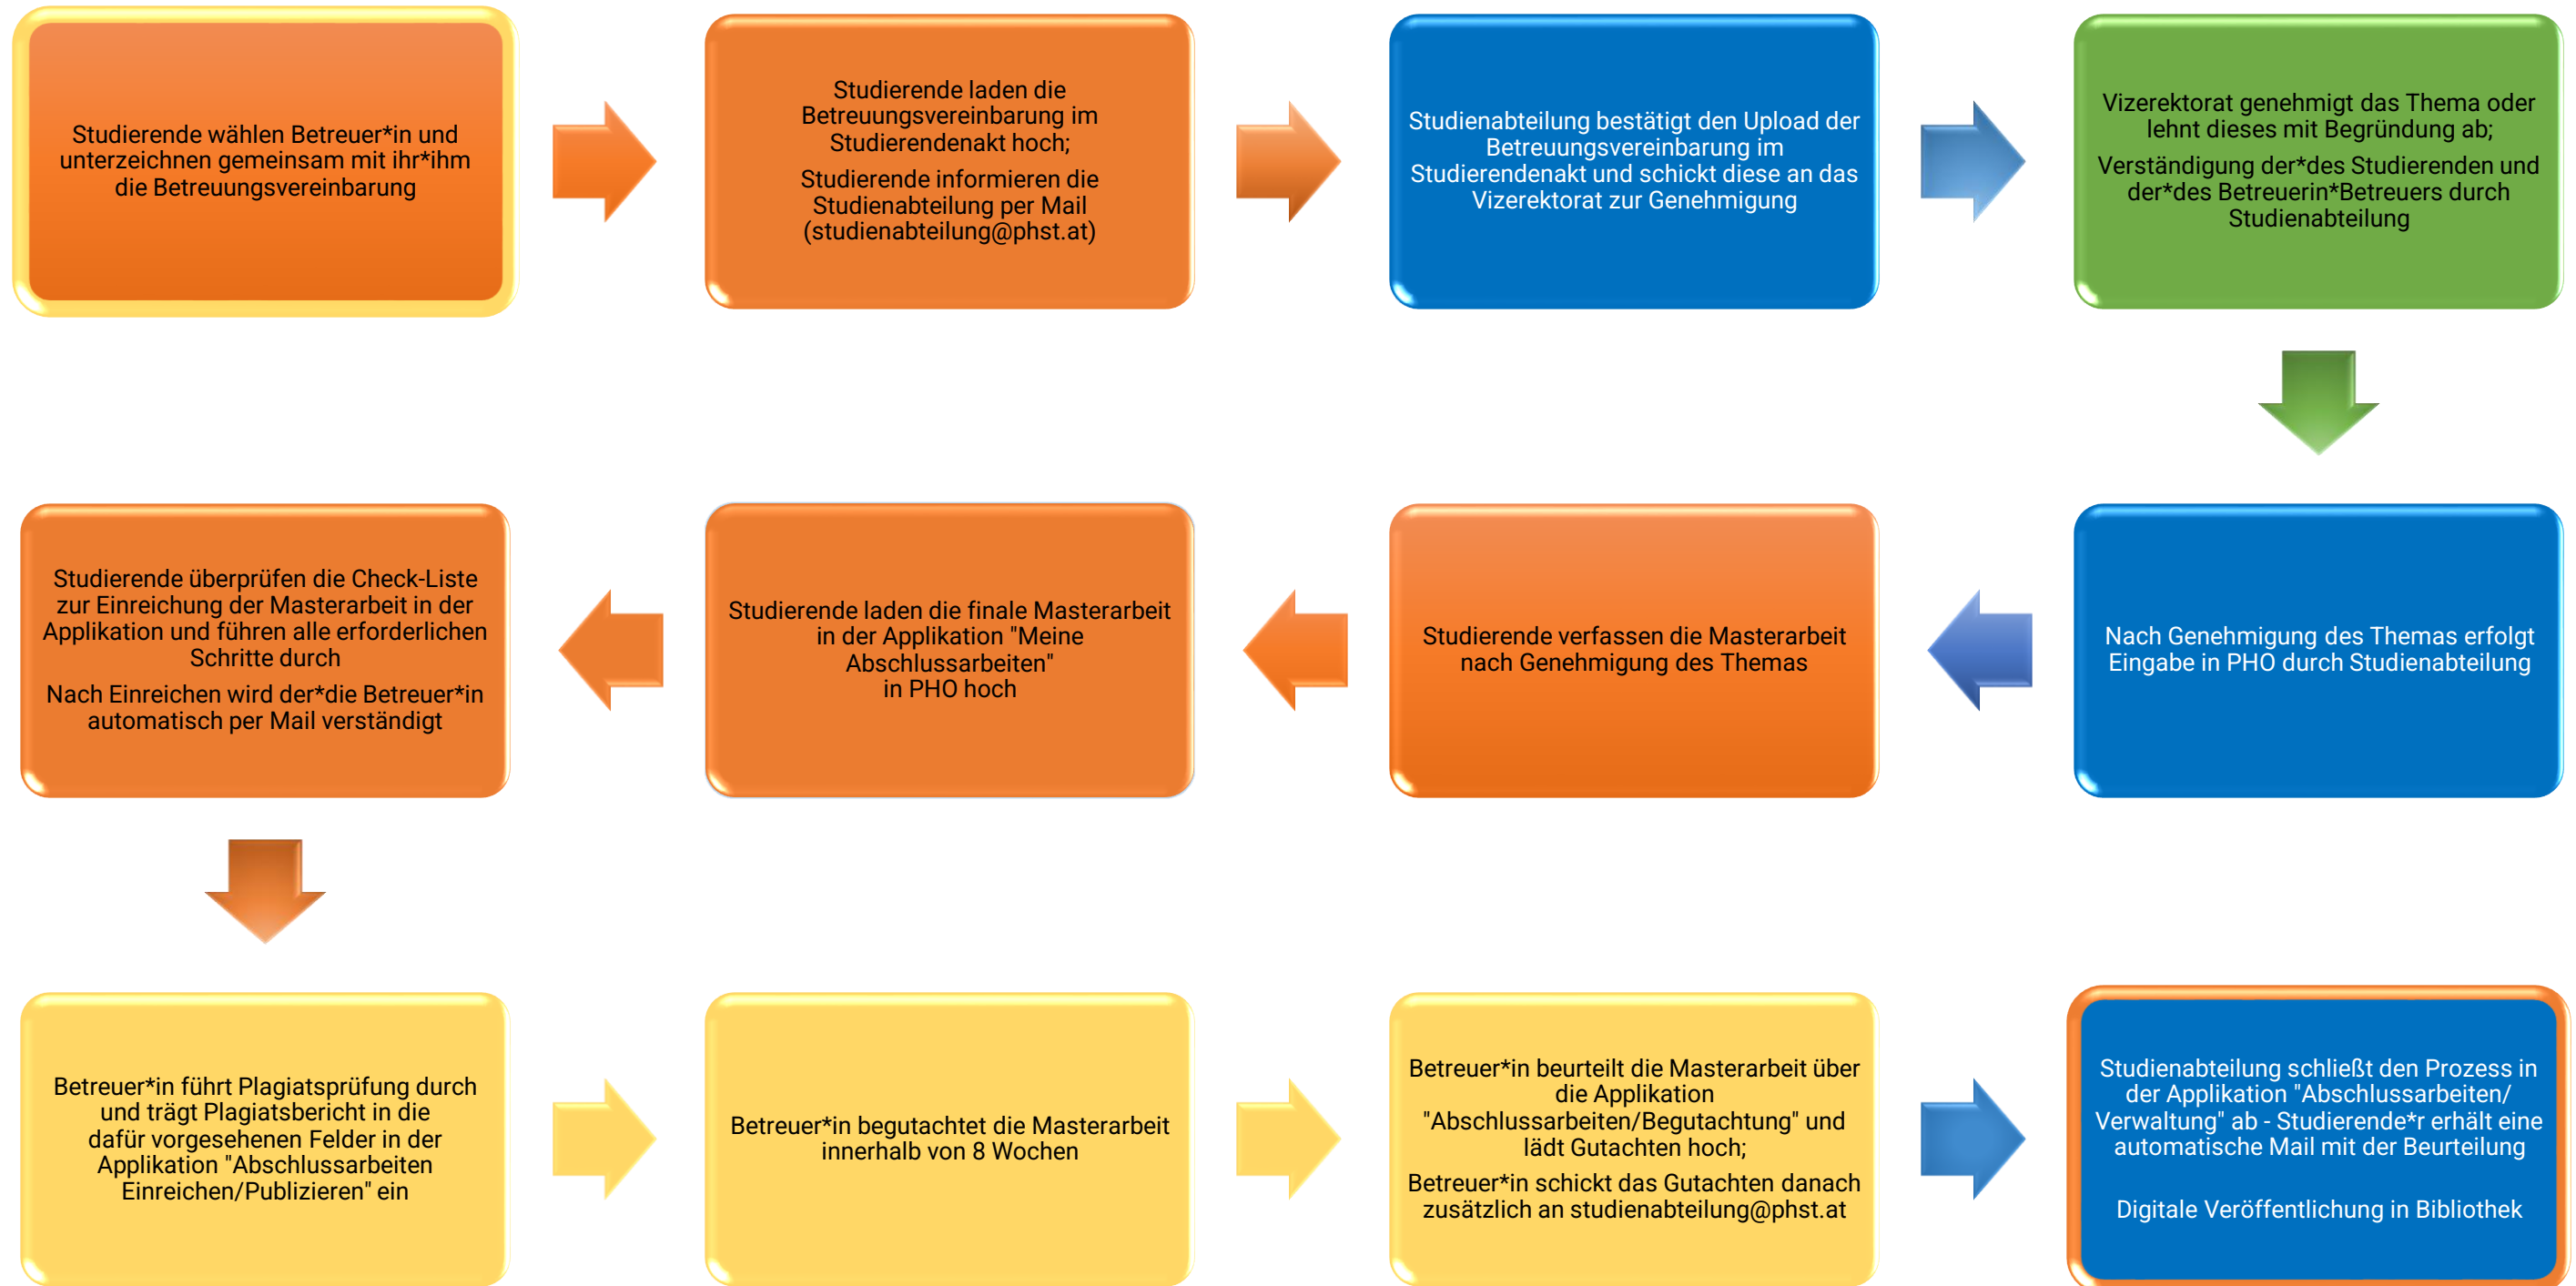 Studierende wählen Betreuer*in und
unterzeichnen gemeinsam mit ihr*ihm
die Betreuungsvereinbarung
Studierende laden die
Betreuungsvereinbarung im
Studierendenakt hoch;
Studierende informieren die
Studienabteilung per Mail
(studienabteilung@phst.at)
Studienabteilung bestätigt den Upload der
Betreuungsvereinbarung im
Studierendenakt und schickt diese an das
Vizerektorat zur Genehmigung
Vizerektorat genehmigt das Thema oder
lehnt dieses mit Begründung ab;
Verständigung der*des Studierenden und
der*des Betreuerin*Betreuers durch
Studienabteilung
Nach Genehmigung des Themas erfolgt
Eingabe in PHO durch Studienabteilung
Studierende verfassen die Masterarbeit
nach Genehmigung des Themas
Studierende laden die finale Masterarbeit
in der Applikation "Meine
Abschlussarbeiten"
in PHO hoch
Studierende überprüfen die Check-Liste
zur Einreichung der Masterarbeit in der
Applikation und führen alle erforderlichen
Schritte durch
Nach Einreichen wird der*die Betreuer*in
automatisch per Mail verständigt
Betreuer*in führt Plagiatsprüfung durch
und trägt Plagiatsbericht in die
dafür vorgesehenen Felder in der
Applikation "Abschlussarbeiten
Einreichen/Publizieren" ein
Betreuer*in begutachtet die Masterarbeit
innerhalb von 8 Wochen
Betreuer*in beurteilt die Masterarbeit über
die Applikation
"Abschlussarbeiten/Begutachtung" und
lädt Gutachten hoch;
Betreuer*in schickt das Gutachten danach
zusätzlich an studienabteilung@phst.at
Studienabteilung schließt den Prozess in
der Applikation "Abschlussarbeiten/
Verwaltung" ab - Studierende*r erhält eine
automatische Mail mit der Beurteilung
Digitale Veröffentlichung in Bibliothek